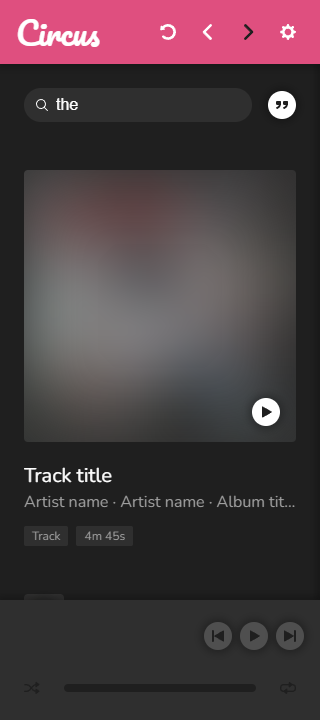 Circus
the
Track title
Artist name · Artist name · Album tit...
Track
4m 45s